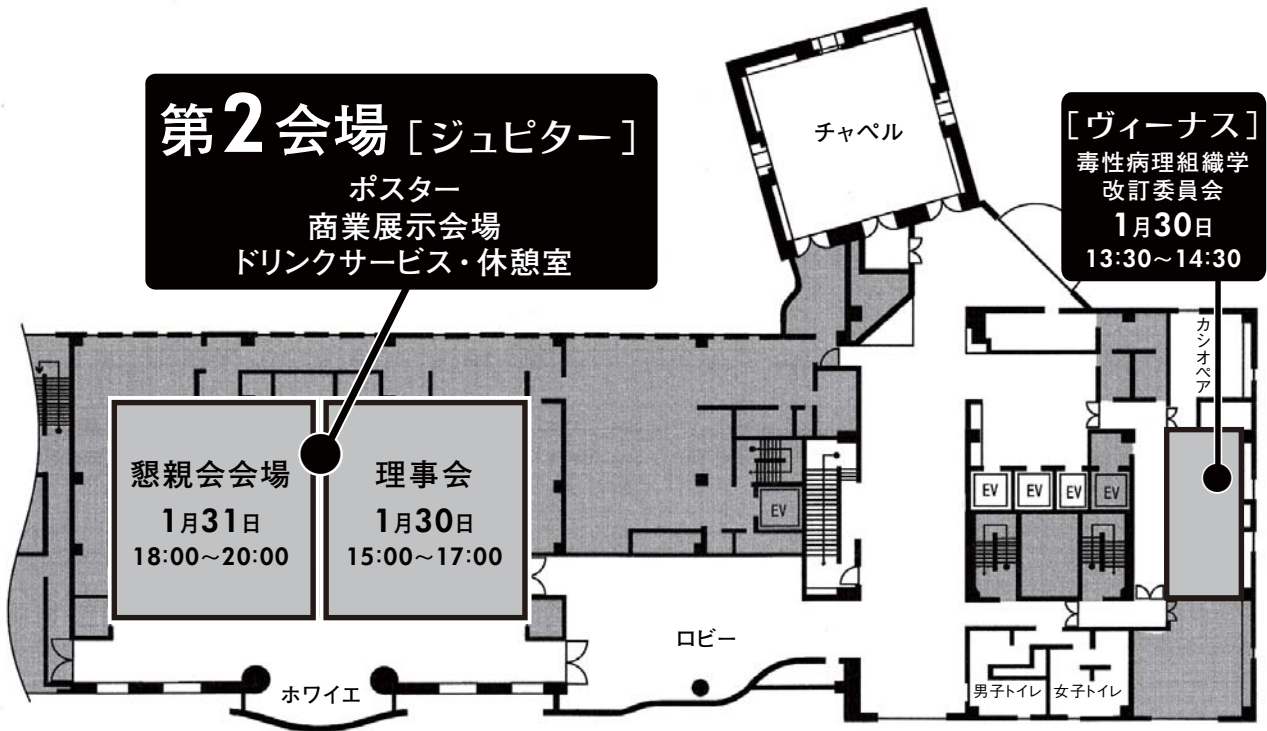 第2会場［ジュピター］
ポスター
商業展示会場
ドリンクサービス・休憩室
チャペル
［ヴィーナス］
毒性病理組織学
改訂委員会
1月30日
13:30～14:30
カシオペア
懇親会会場
1月31日
18:00～20:00
理事会
1月30日
15:00～17:00
EV
EV
EV
EV
EV
ロビー
ホワイエ
男子トイレ
女子トイレ